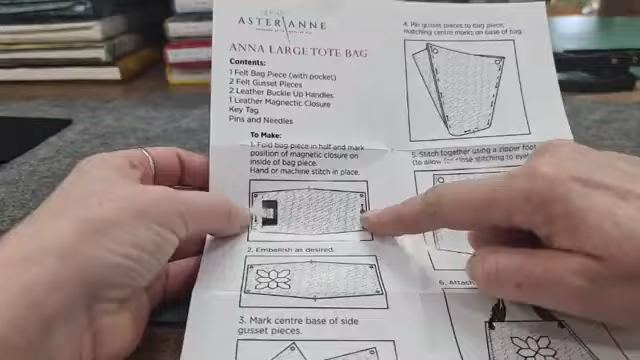 ASTER ANNE
ANNA LARGE TOTE BAG
Contents:
1 Felt Bag Piece (with pocket)
2 Felt Gusset Pieces
2 Leather Buckle Up Handles
1 Leather Magnectic Closure
Key Tag
Pins and Needles
To Make:
1. Fold bag piece in half and mark
position of magnetic closure on
inside of bag piece.
Hand or machine stitch in place.
2. Embellish as desired.
3. Mark centre base of side
gusset pieces.
4. Pin gusset pieces to bag piece,
matching centre marks on base of bag.
5. Stitch together using a zipper foot
(to allow for close stitching to
6. Attach